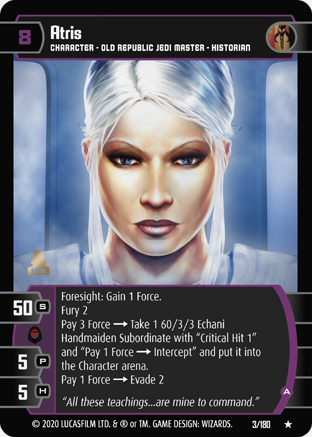 8
Atris
CHARACTER - OLD REPUBLIC JEDI MASTER - HISTORIAN
50 S
5 P
5 H
Foresight: Gain 1 Force.
Fury 2
Pay 3 Force → Take 1 60/3/3 Echani
Handmaiden Subordinate with “Critical Hit 1”
and “Pay 1 Force → Intercept” and put it into
the Character arena.
Pay 1 Force → Evade 2
“All these teachings...are mine to command.”
A
© 2020 LUCASFILM LTD. & ® or TM. GAME DESIGN: WIZARDS. 3/180 ★